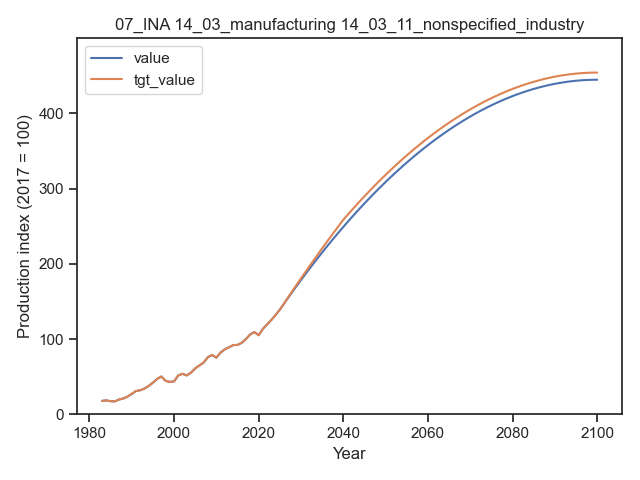 07_INA 14_03_manufacturing 14_03_11_nonspecified_industry
value
tgt_value
Production index (2017 = 100)
400
300
200
100
0
1980 2000 2020 2040 2060 2080 2100
Year